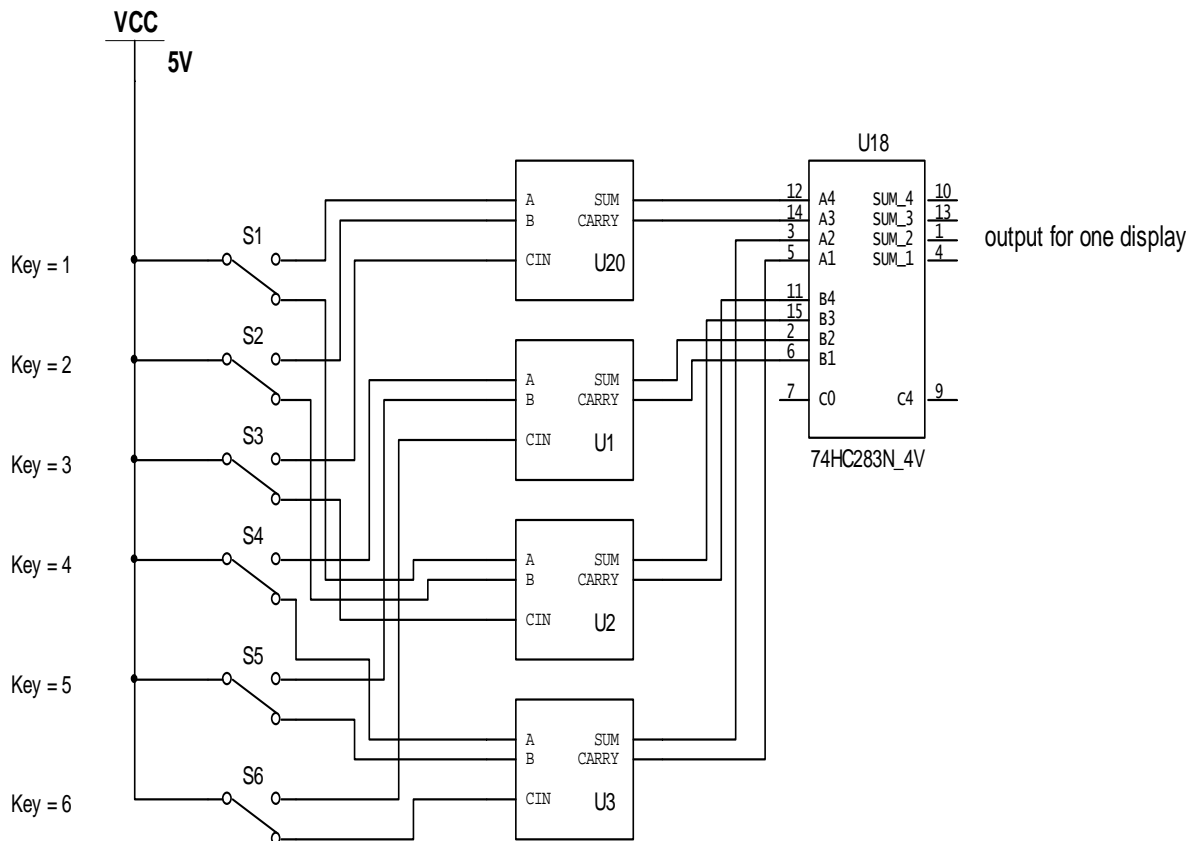 VCC
5V
Key = 1
S1
Key = 2
S2
Key = 3
S3
Key = 4
S4
Key = 5
S5
Key = 6
S6
A SUM
B CARRY
CIN U20
A SUM
B CARRY
CIN U1
A SUM
B CARRY
CIN U2
A SUM
B CARRY
CIN U3
U18
12 A4 SUM_4 10
14 A3 SUM_3 13
3 A2 SUM_2 1
5 A1 SUM_1 4
11 B4
15 B3
2 B2
6 B1
7 C0 C4 9
74HC283N_4V
output for one display